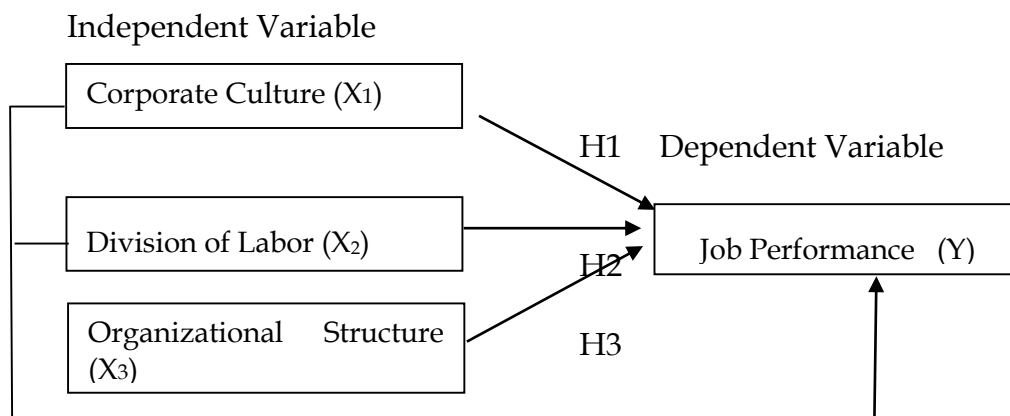 Independent Variable
Corporate Culture (X1)
H1 Dependent Variable
Division of Labor (X2)
Job Performance (Y)
H2
Organizational Structure
(X3)
H3